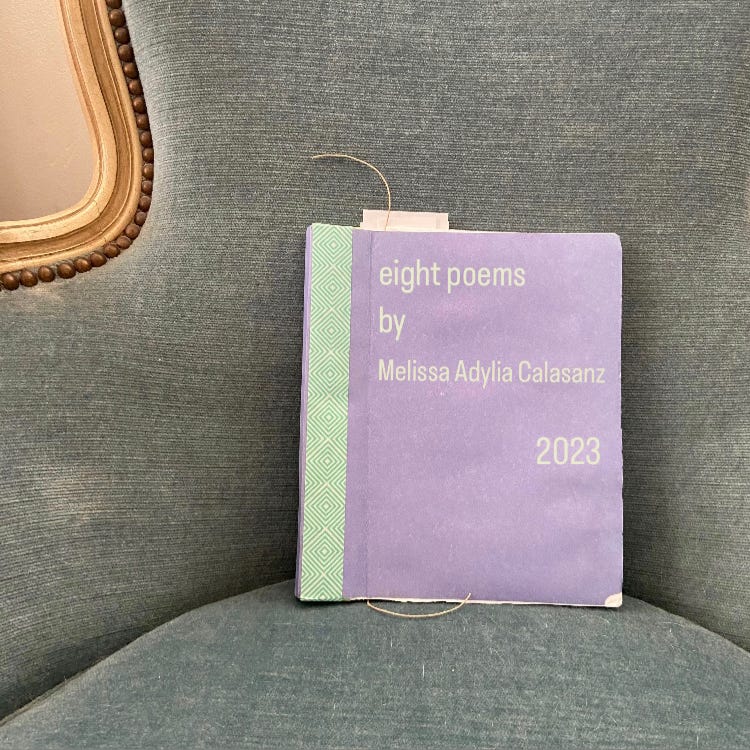 eight poems
by
Melissa Adylia Calasanz
2023